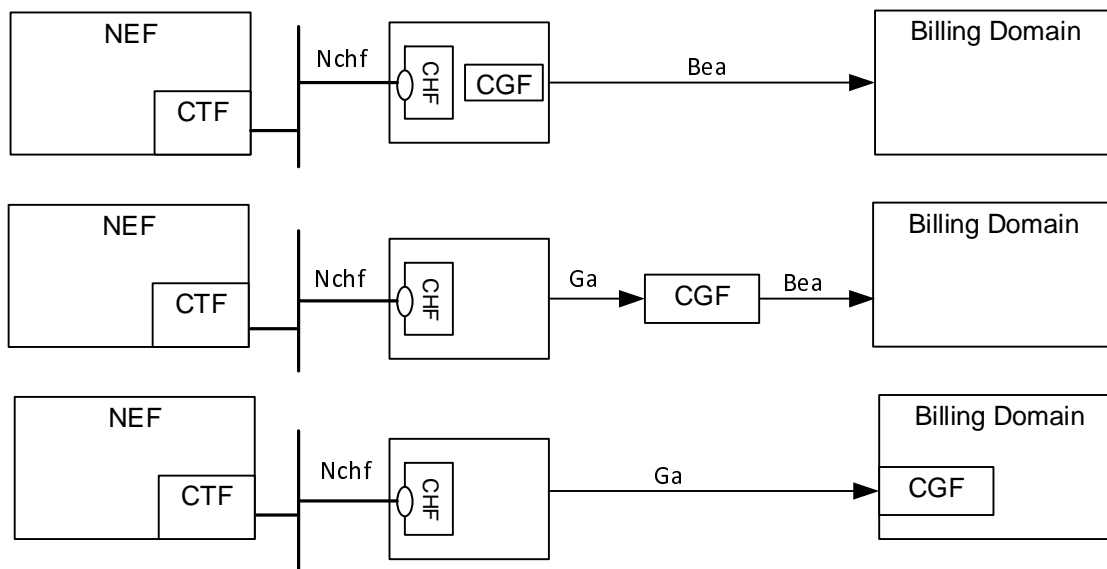 NEF
CTF
Nchf
CHF
CGF
Bea
Billing Domain
NEF
CTF
Nchf
CHF
Ga
CGF
Bea
Billing Domain
NEF
CTF
Nchf
CHF
Ga
Billing Domain
CGF